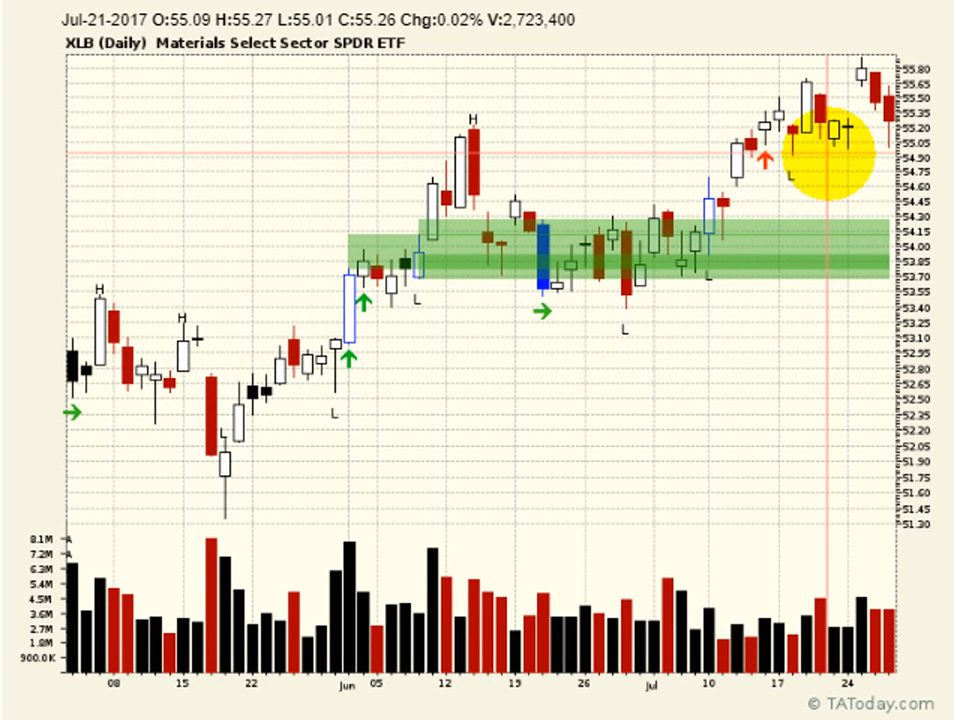 Jul-21-2017 O:55.09 H:55.27 L:55.01 C:55.26 Chg:0.02% V:2,723,400
XLB (Daily) Materials Select Sector SPDR ETF
55.80
55.65
55.50
55.35
55.20
55.05
54.90
54.75
54.60
54.45
54.30
54.15
54.00
53.85
53.70
53.55
53.40
53.25
53.10
52.95
52.80
52.65
52.50
52.35
52.20
52.05
51.90
51.75
51.60
51.45
51.30
H
H
H
L
L
L
L
L
L
8.1M
A
7.2M
A
6.3M
5.4M
4.5M
3.6M
2.7M
1.8M
900.0K
08 15 22 Jun 05 12 19 26 Jul 10 17 24
© TAToday.com